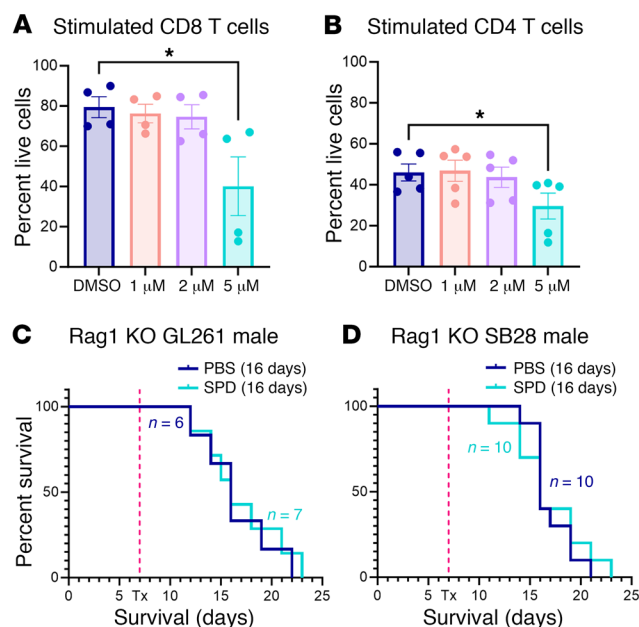 A Stimulated CD8 T cells
*
Percent live cells
100
80
60
40
20
0
DMSO 1 µM 2 µM 5 µM
B Stimulated CD4 T cells
*
Percent live cells
100
80
60
40
20
0
DMSO 1 µM 2 µM 5 µM
C Rag1 KO GL261 male
PBS (16 days)
SPD (16 days)
Percent survival
100
50
0
n = 6
n = 7
0 5 Tx 10 15 20 25
Survival (days)
D Rag1 KO SB28 male
PBS (16 days)
SPD (16 days)
100
50
0
n = 10
n = 10
0 5 Tx 10 15 20 25
Survival (days)